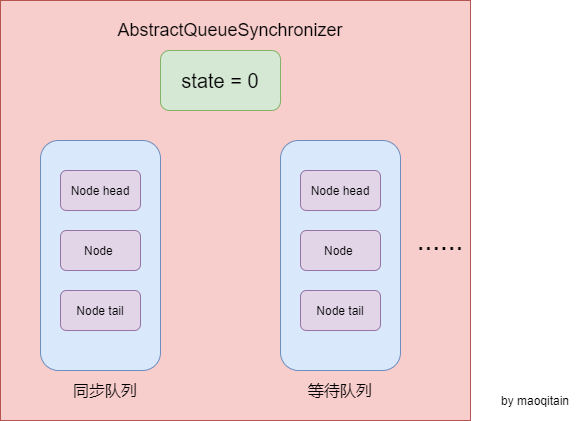 AbstractQueueSynchronizer
state = 0
Node head
Node
Node tail
同步队列
Node head
Node
Node tail
等待队列
······
by maoqitain